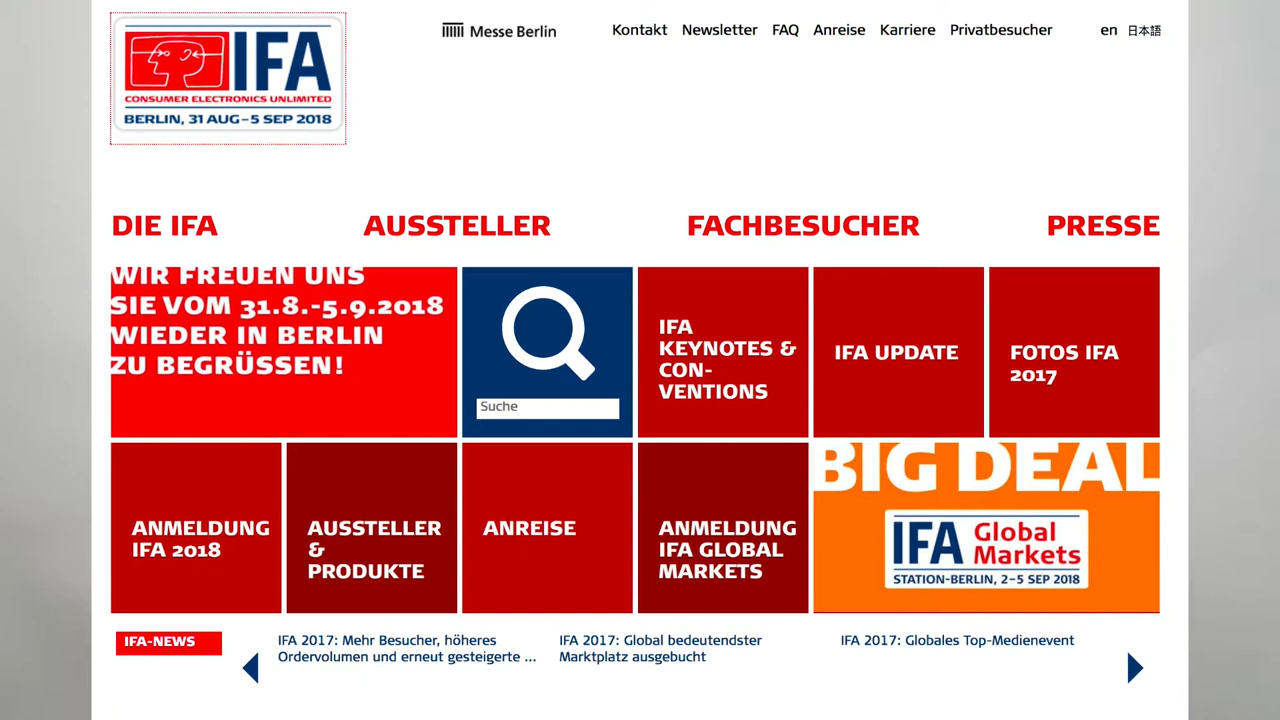 IFA
CONSUMER ELECTRONICS UNLIMITED
BERLIN, 31 AUG–5 SEP 2018
Messe Berlin
Kontakt Newsletter FAQ Anreise Karriere Privatbesucher
en 日本語
DIE IFA AUSSTELLER FACHBESUCHER PRESSE
WIR FREUEN UNS
SIE VOM 31.8.-5.9.2018
WIEDER IN BERLIN
ZU BEGRÜSSEN!
Suche
IFA
KEYNOTES &
CON-
VENTIONS
IFA UPDATE
FOTOS IFA
2017
ANMELDUNG
IFA 2018
AUSSTELLER
&
PRODUKTE
ANREISE
ANMELDUNG
IFA GLOBAL
MARKETS
BIG DEAL
IFA Global
Markets
STATION-BERLIN, 2–5 SEP 2018
IFA-NEWS
IFA 2017: Mehr Besucher, höheres
Ordervolumen und erneut gesteigerte ...
IFA 2017: Global bedeutendster
Marktplatz ausgebucht
IFA 2017: Globales Top-Medienevent